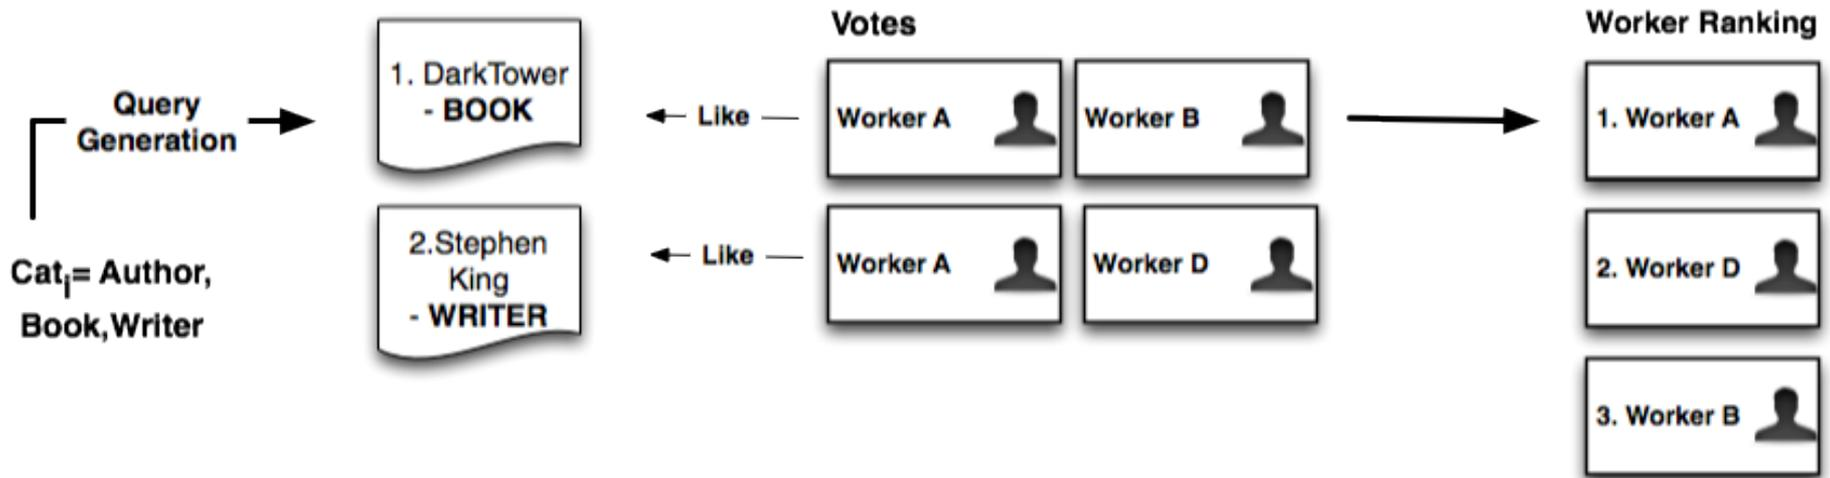 Votes
Worker Ranking
Query
Generation
Cati= Author,
Book,Writer
1. DarkTower
- BOOK
2.Stephen
King
- WRITER
Like
Like
Worker A
Worker B
Worker A
Worker D
1. Worker A
2. Worker D
3. Worker B